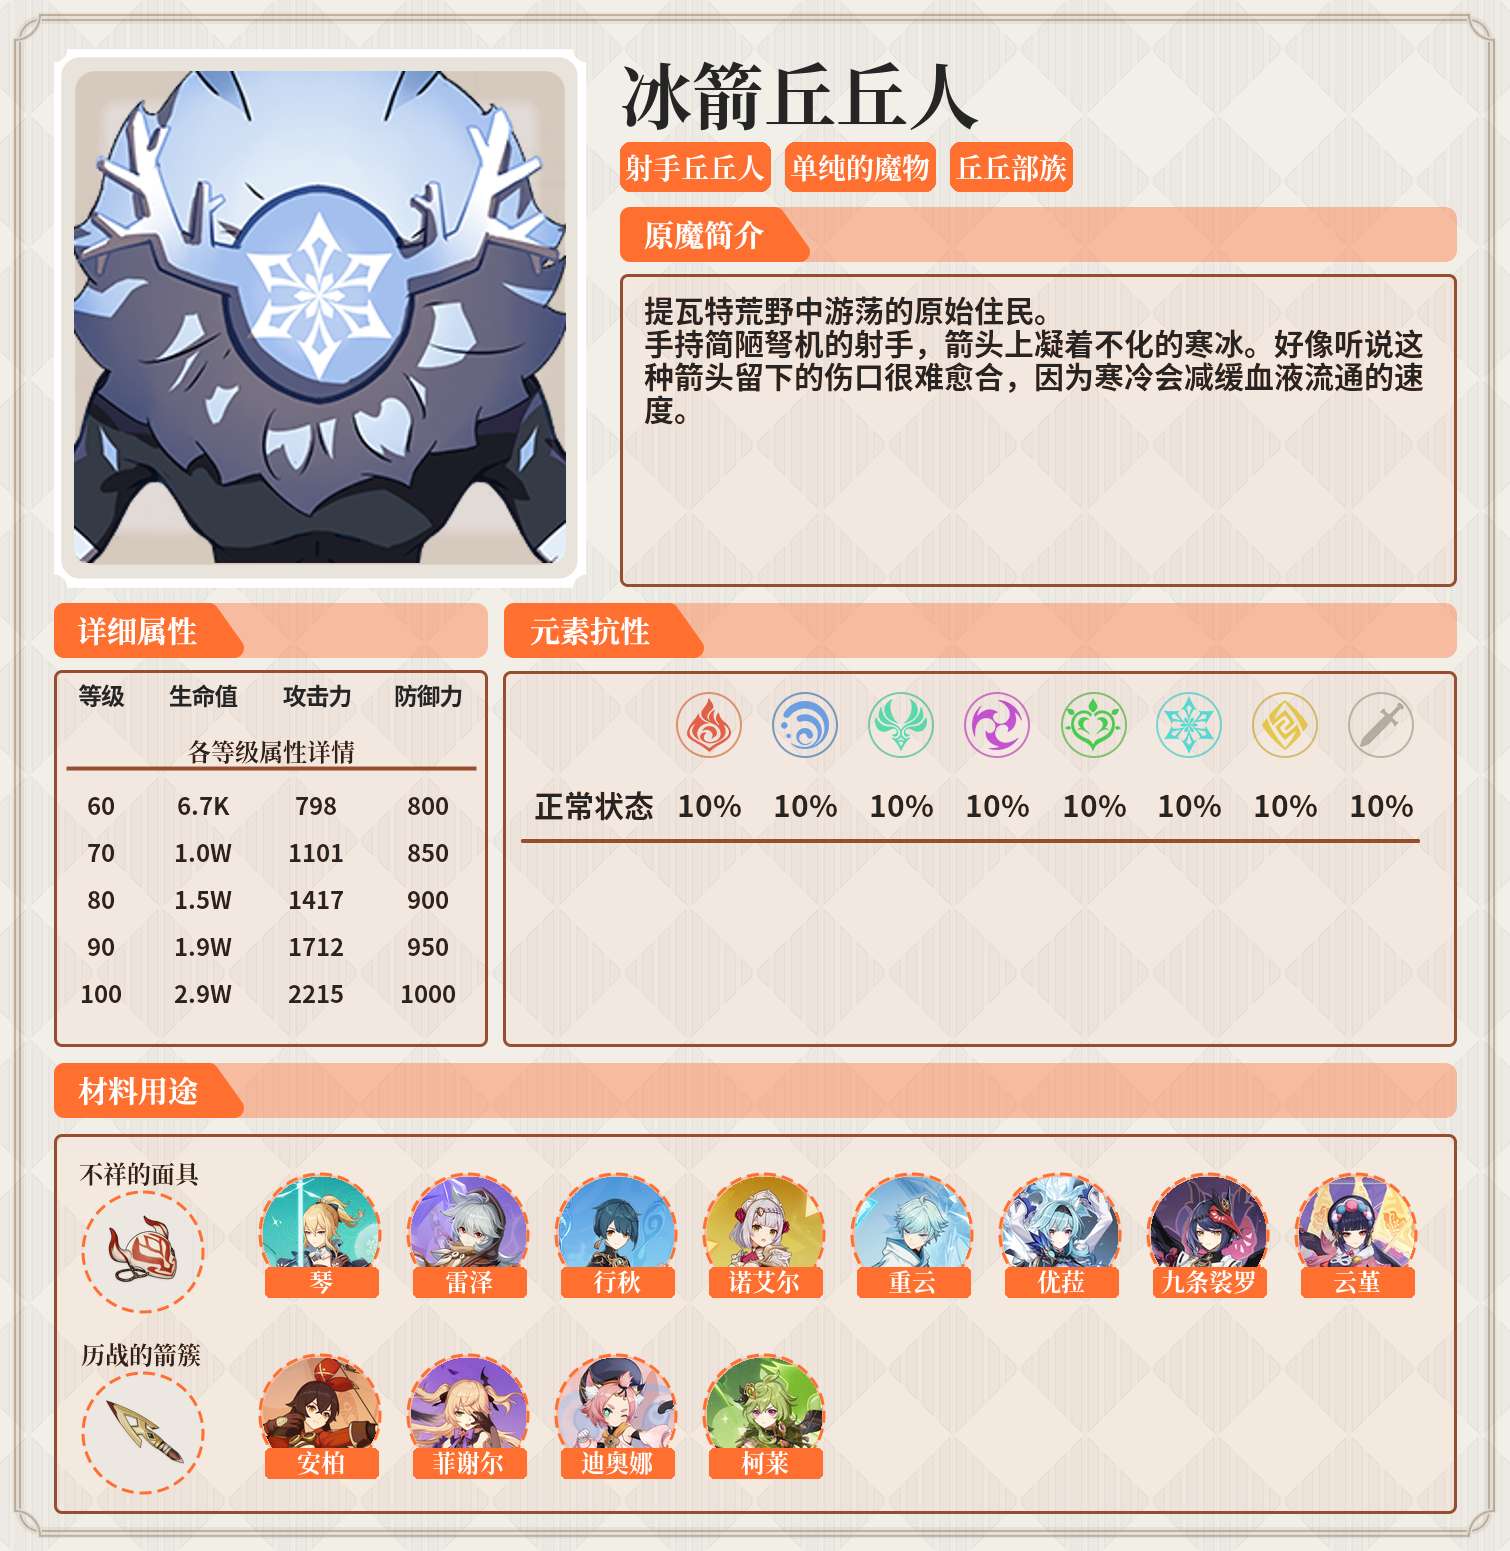 冰箭丘丘人
射手丘丘人 单纯的魔物 丘丘部族
原魔简介
提瓦特荒野中游荡的原始住民。
手持简陋弩机的射手，箭头上凝着不化的寒冰。好像听说这
种箭头留下的伤口很难愈合，因为寒冷会减缓血液流通的速
度。
详细属性
等级 生命值 攻击力 防御力
各等级属性详情
60 6.7K 798 800
70 1.0W 1101 850
80 1.5W 1417 900
90 1.9W 1712 950
100 2.9W 2215 1000
元素抗性
正常状态 10% 10% 10% 10% 10% 10% 10% 10%
材料用途
不祥的面具
琴 雷泽 行秋 诺艾尔 重云 优菈 九条裟罗 云堇
历战的箭簇
安柏 菲谢尔 迪奥娜 柯莱